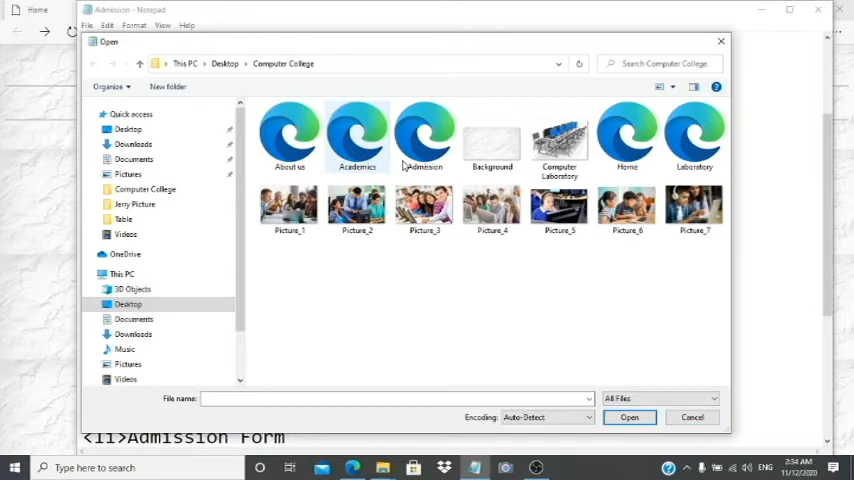 Home
Admission - Notepad
File Edit Format View Help
Open
This PC Desktop Computer College
Search Computer College
Organize New folder
Quick access
Desktop
Downloads
Documents
Pictures
Computer College
Jerry Picture
Table
Videos
OneDrive
This PC
3D Objects
Desktop
Documents
Downloads
Music
Pictures
Videos
About us Academics Admission Background Computer Laboratory Home Laboratory
Picture_1 Picture_2 Picture_3 Picture_4 Picture_5 Picture_6 Picture_7
File name:
All Files
Encoding: Auto-Detect Open Cancel
<li>Admission Form
Type here to search
ENG
2:34 AM
11/12/2020